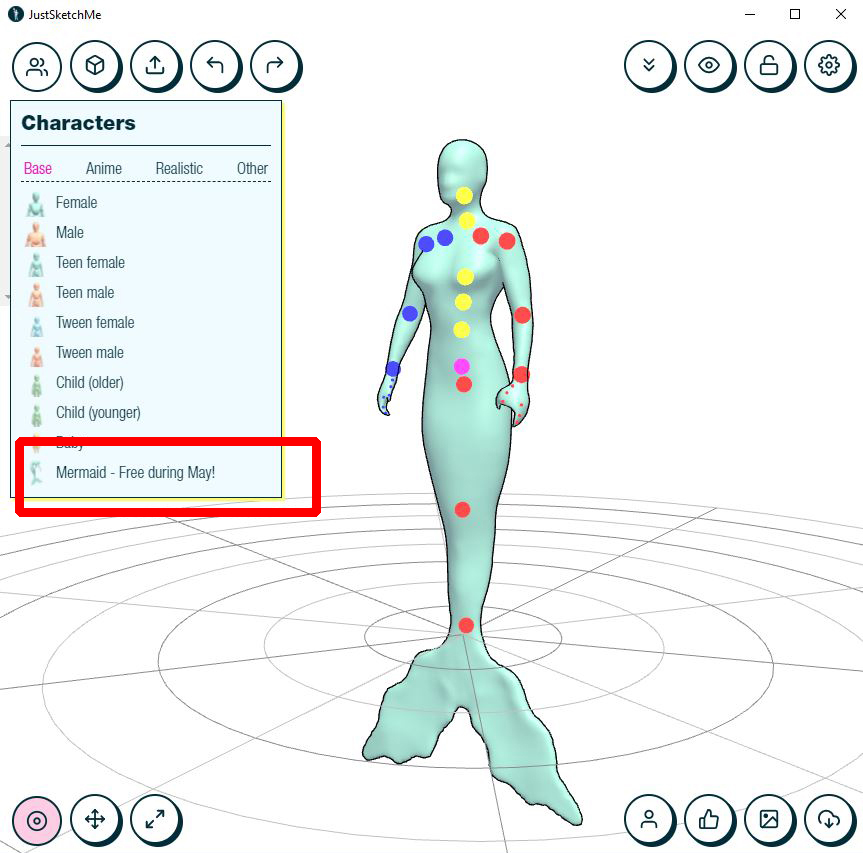 JustSketchMe
Characters
Base Anime Realistic Other
Female
Male
Teen female
Teen male
Tween female
Tween male
Child (older)
Child (younger)
Baby
Mermaid - Free during May!